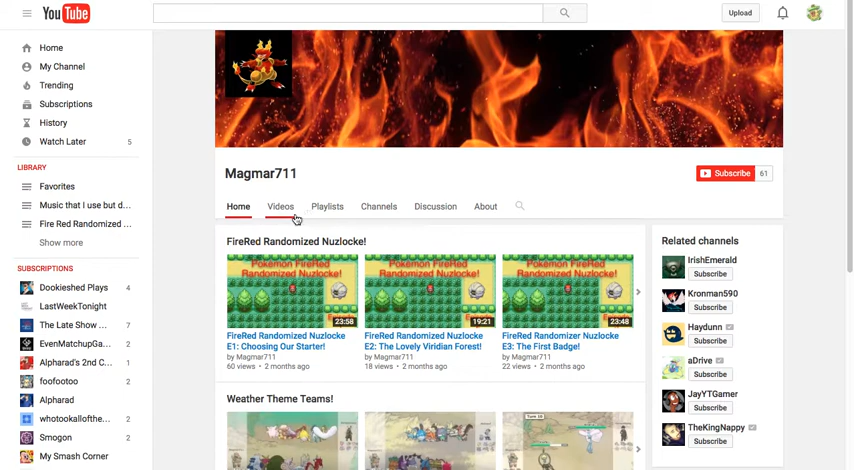 YouTube
Upload
Home
My Channel
Trending
Subscriptions
History
Watch Later 5
LIBRARY
Favorites
Music that I use but d...
Fire Red Randomized ...
Show more
SUBSCRIPTIONS
Dookieshed Plays 4
LastWeekTonight
The Late Show ... 7
EvenMatchupGa... 2
Alpharad's 2nd C... 1
foofootoo 2
Alpharad
whotookallofthe... 2
Smogon 2
My Smash Corner
Magmar711
Subscribe 61
Home Videos Playlists Channels Discussion About
FireRed Randomized Nuzlocke!
Pokémon FireRed
Randomized Nuzlocke!
23:58
FireRed Randomized Nuzlocke
E1: Choosing Our Starter!
by Magmar711
60 views • 2 months ago
Pokémon FireRed
Randomized Nuzlocke!
19:21
FireRed Randomized Nuzlocke
E2: The Lovely Viridian Forest!
by Magmar711
18 views • 2 months ago
Pokémon FireRed
Randomized Nuzlocke!
23:48
FireRed Randomizer Nuzlocke
E3: The First Badge!
by Magmar711
22 views • 2 months ago
Weather Theme Teams!
Related channels
IrishEmerald
Subscribe
Kronman590
Subscribe
Haydunn
Subscribe
aDrive
Subscribe
JayYTGamer
Subscribe
TheKingNappy
Subscribe